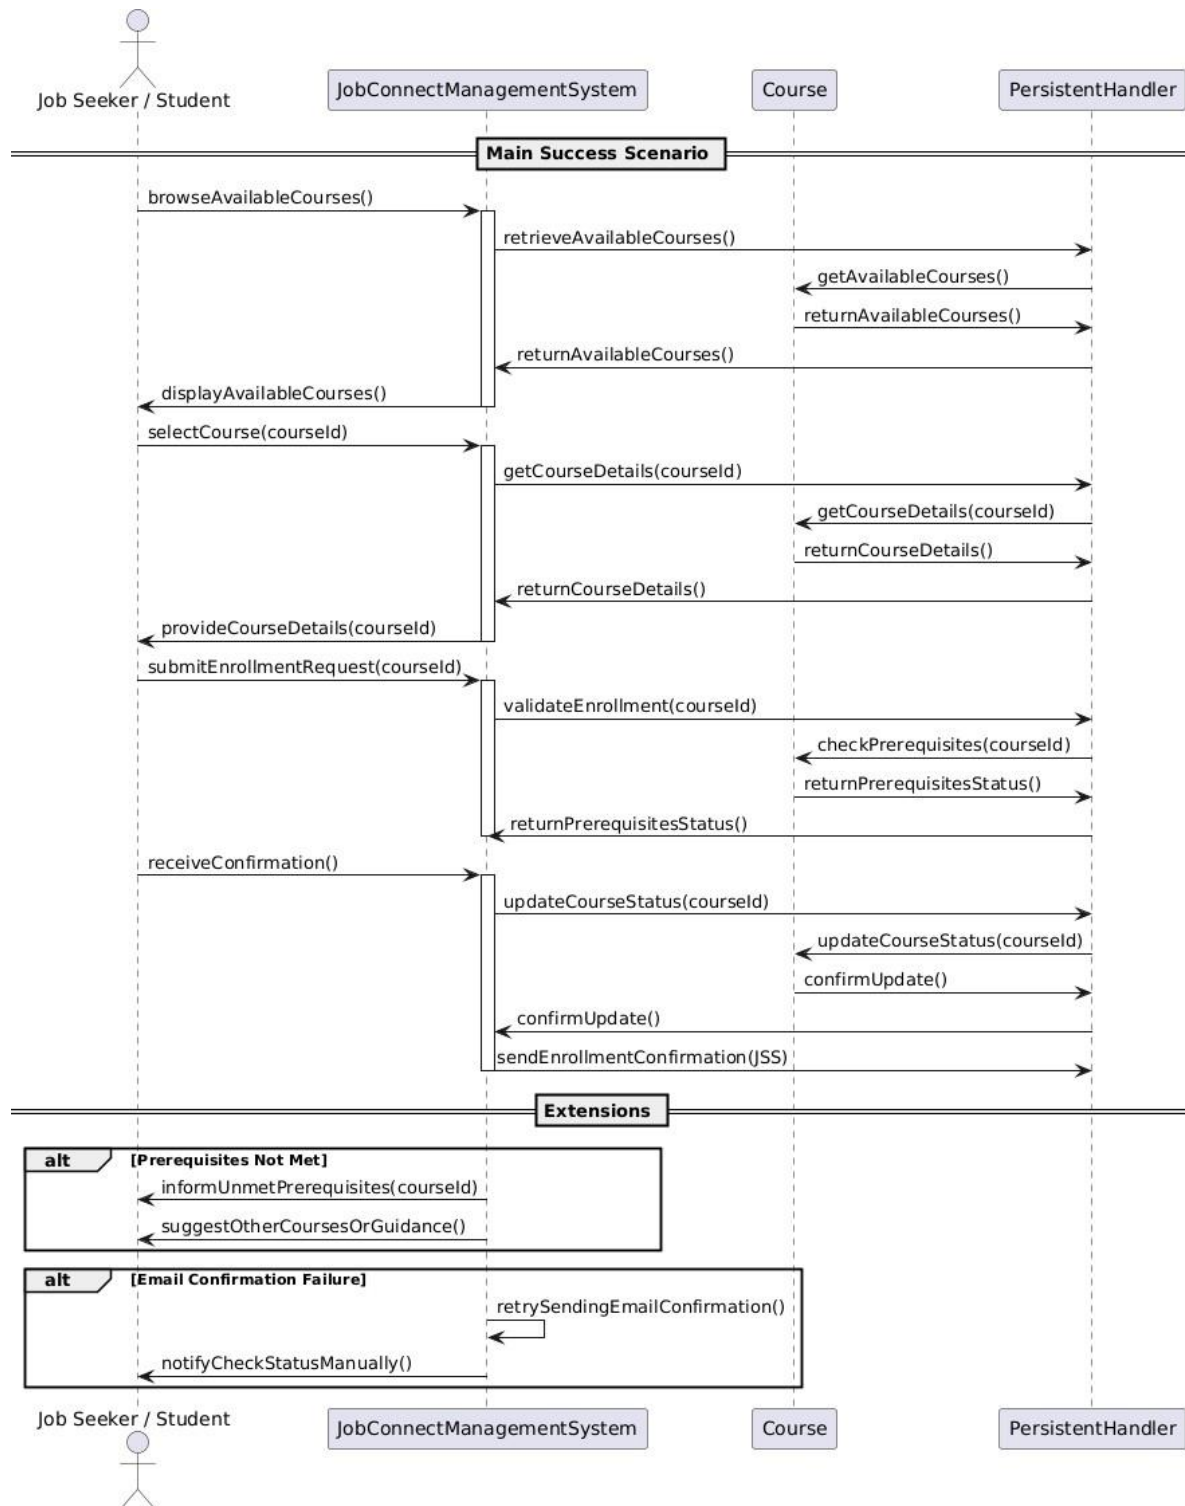 Job Seeker / Student
JobConnectManagementSystem
Course
PersistentHandler
Main Success Scenario
browseAvailableCourses()
retrieveAvailableCourses()
getAvailableCourses()
returnAvailableCourses()
returnAvailableCourses()
displayAvailableCourses()
selectCourse(courseId)
getCourseDetails(courseId)
getCourseDetails(courseId)
returnCourseDetails()
returnCourseDetails()
provideCourseDetails(courseId)
submitEnrollmentRequest(courseId)
validateEnrollment(courseId)
checkPrerequisites(courseId)
returnPrerequisitesStatus()
returnPrerequisitesStatus()
receiveConfirmation()
updateCourseStatus(courseId)
updateCourseStatus(courseId)
confirmUpdate()
confirmUpdate()
sendEnrollmentConfirmation(JSS)
Extensions
alt [Prerequisites Not Met]
informUnmetPrerequisites(courseId)
suggestOtherCoursesOrGuidance()
alt [Email Confirmation Failure]
retrySendingEmailConfirmation()
notifyCheckStatusManually()
Job Seeker / Student
JobConnectManagementSystem
Course
PersistentHandler